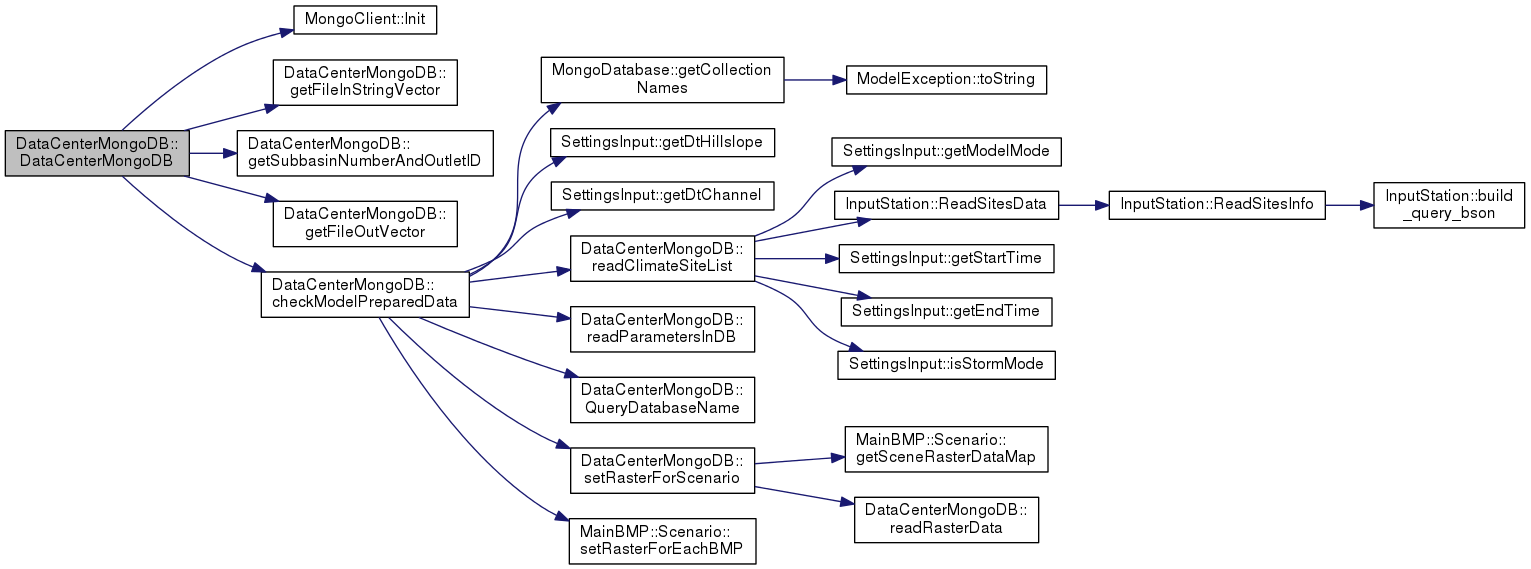 MongoClient::Init
DataCenterMongoDB::
getFileInStringVector
DataCenterMongoDB::
DataCenterMongoDB
DataCenterMongoDB::
getSubbasinNumberAndOutletID
DataCenterMongoDB::
getFileOutVector
DataCenterMongoDB::
checkModelPreparedData
MongoDatabase::getCollection
Names
ModelException::toString
SettingsInput::getDtHillslope
SettingsInput::getDtChannel
DataCenterMongoDB::
readClimateSiteList
SettingsInput::getModelMode
InputStation::ReadSitesData
InputStation::ReadSitesInfo
InputStation::build
_query_bson
SettingsInput::getStartTime
SettingsInput::getEndTime
SettingsInput::isStormMode
DataCenterMongoDB::
readParametersInDB
DataCenterMongoDB::
QueryDatabaseName
DataCenterMongoDB::
setRasterForScenario
MainBMP::Scenario::
getSceneRasterDataMap
DataCenterMongoDB::
readRasterData
MainBMP::Scenario::
setRasterForEachBMP